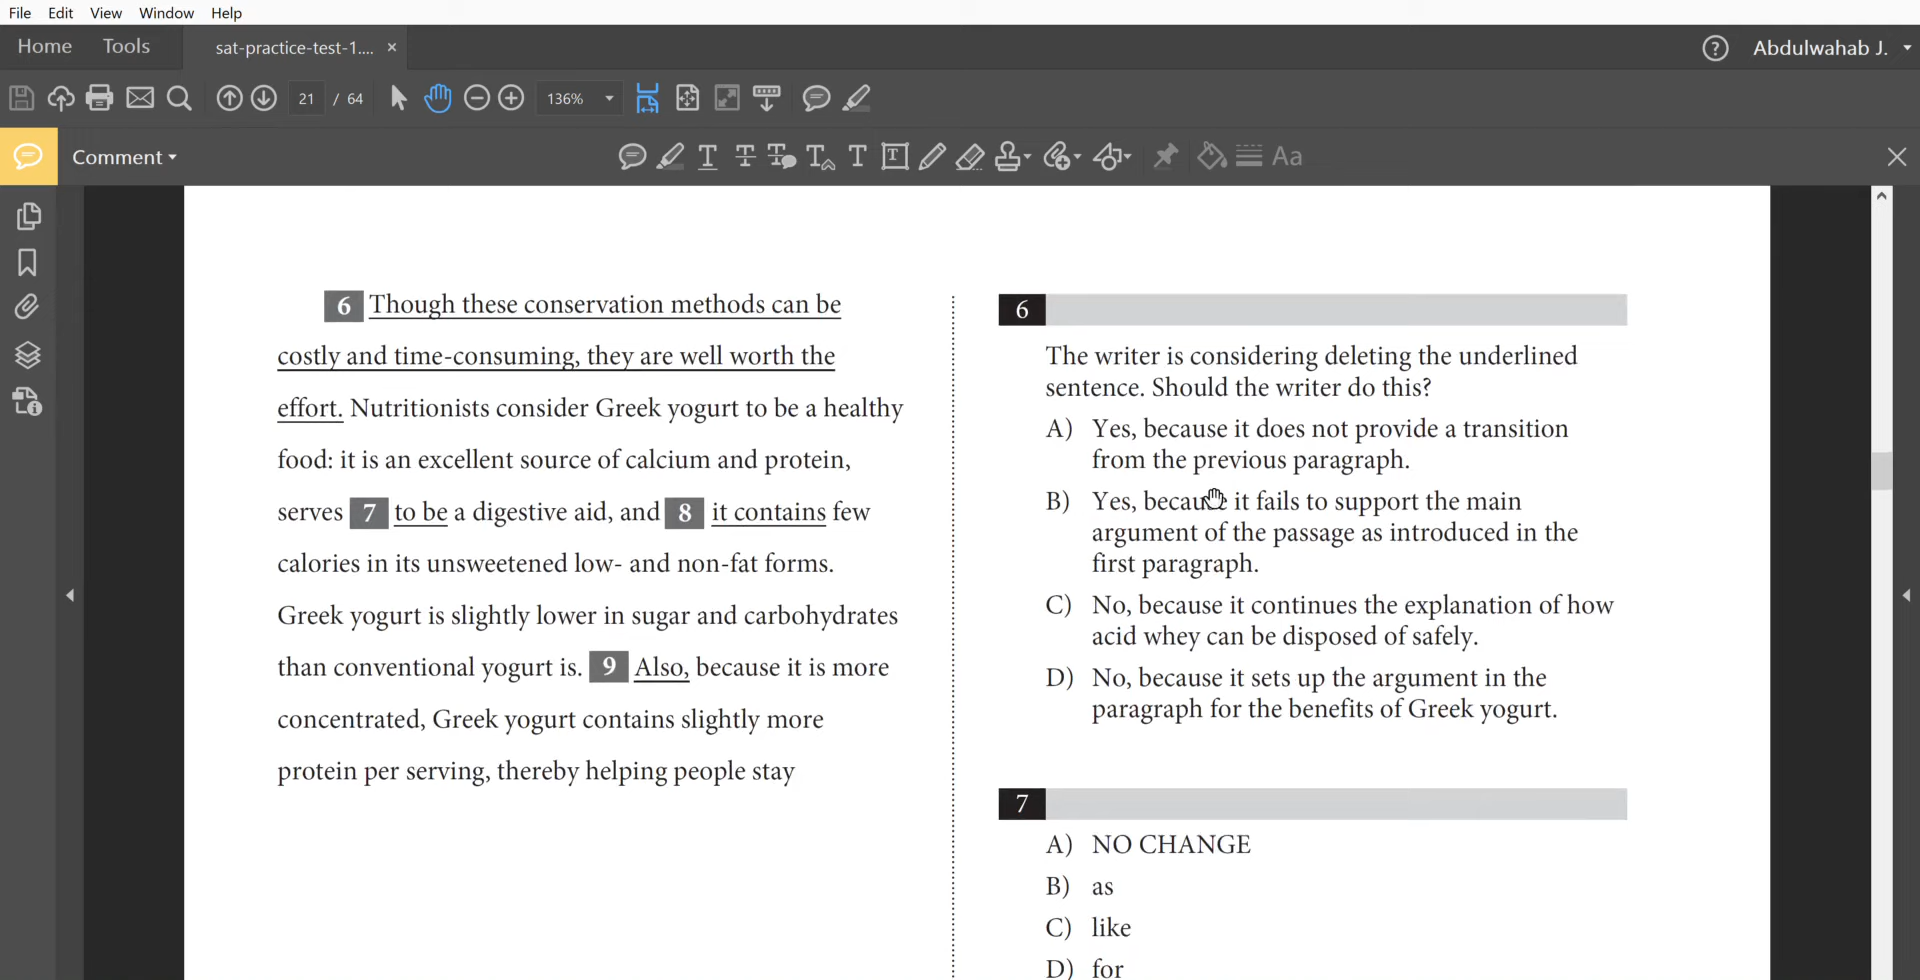 File Edit View Window Help
Home Tools sat-practice-test-1.... × ? Abdulwahab J.
21 / 64 136%
Comment T T T T T T Aa
6 Though these conservation methods can be
costly and time-consuming, they are well worth the
effort. Nutritionists consider Greek yogurt to be a healthy
food: it is an excellent source of calcium and protein,
serves 7 to be a digestive aid, and 8 it contains few
calories in its unsweetened low- and non-fat forms.
Greek yogurt is slightly lower in sugar and carbohydrates
than conventional yogurt is. 9 Also, because it is more
concentrated, Greek yogurt contains slightly more
protein per serving, thereby helping people stay
6
The writer is considering deleting the underlined
sentence. Should the writer do this?
A) Yes, because it does not provide a transition
from the previous paragraph.
B) Yes, because it fails to support the main
argument of the passage as introduced in the
first paragraph.
C) No, because it continues the explanation of how
acid whey can be disposed of safely.
D) No, because it sets up the argument in the
paragraph for the benefits of Greek yogurt.
7
A) NO CHANGE
B) as
C) like
D) for